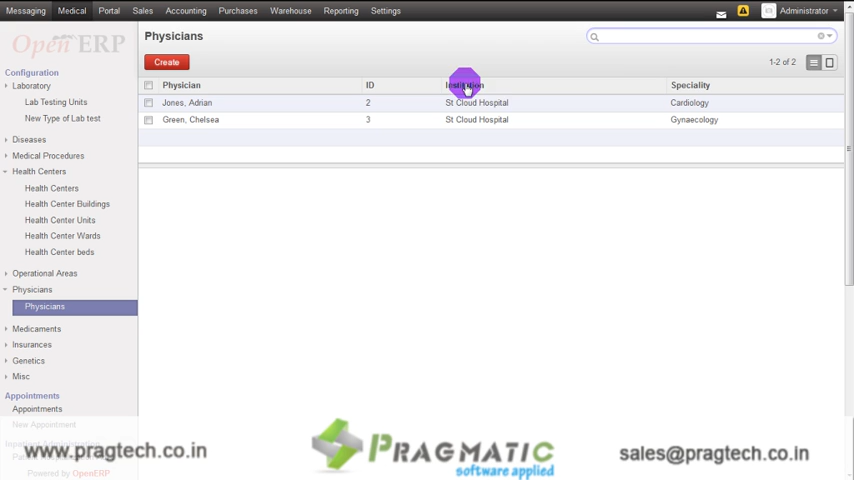 Messaging Medical Portal Sales Accounting Purchases Warehouse Reporting Settings Administrator
OpenERP
Physicians
Create
1-2 of 2
Physician ID Institution Speciality
Jones, Adrian 2 St Cloud Hospital Cardiology
Green, Chelsea 3 St Cloud Hospital Gynaecology
Configuration
Laboratory
Lab Testing Units
New Type of Lab test
Diseases
Medical Procedures
Health Centers
Health Centers
Health Center Buildings
Health Center Units
Health Center Wards
Health Center beds
Operational Areas
Physicians
Physicians
Medicaments
Insurances
Genetics
Misc
Appointments
Appointments
New Appointment
Inpatient Administration
www.pragtech.co.in
Powered by OpenERP
PRAGMATIC
software applied
sales@pragtech.co.in